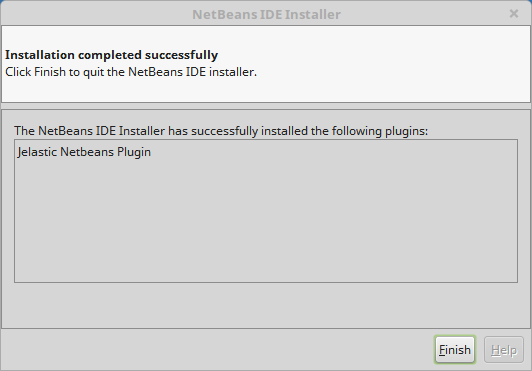 NetBeans IDE Installer
Installation completed successfully
Click Finish to quit the NetBeans IDE installer.
The NetBeans IDE Installer has successfully installed the following plugins:
Jelastic Netbeans Plugin
Finish Help